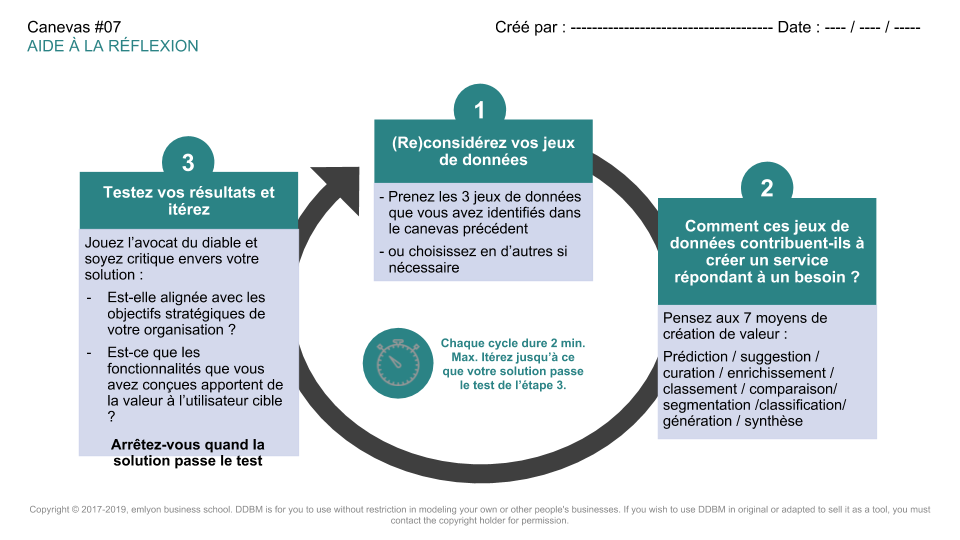 Canevas #07
AIDE À LA RÉFLEXION
Créé par : -------------------------------------- Date : ---- / ---- / -----
1
(Re)considérez vos jeux
de données
- Prenez les 3 jeux de données
que vous avez identifiés dans
le canevas précédent
- ou choisissez en d’autres si
nécessaire
2
Comment ces jeux de
données contribuent-ils à
créer un service
répondant à un besoin ?
Pensez aux 7 moyens de
création de valeur :
Prédiction / suggestion /
curation / enrichissement /
classement / comparaison/
segmentation /classification/
génération / synthèse
3
Testez vos résultats et
itérez
Jouez l’avocat du diable et
soyez critique envers votre
solution :
- Est-elle alignée avec les
objectifs stratégiques de
votre organisation ?
- Est-ce que les
fonctionnalités que vous
avez conçues apportent de
la valeur à l’utilisateur cible
?
Arrêtez-vous quand la
solution passe le test
Chaque cycle dure 2 min.
Max. Itérez jusqu’à ce
que votre solution passe
le test de l’étape 3.
Copyright © 2017-2019, emlyon business school. DDBM is for you to use without restriction in modeling your own or other people's businesses. If you wish to use DDBM in original or adapted to sell it as a tool, you must
contact the copyright holder for permission.